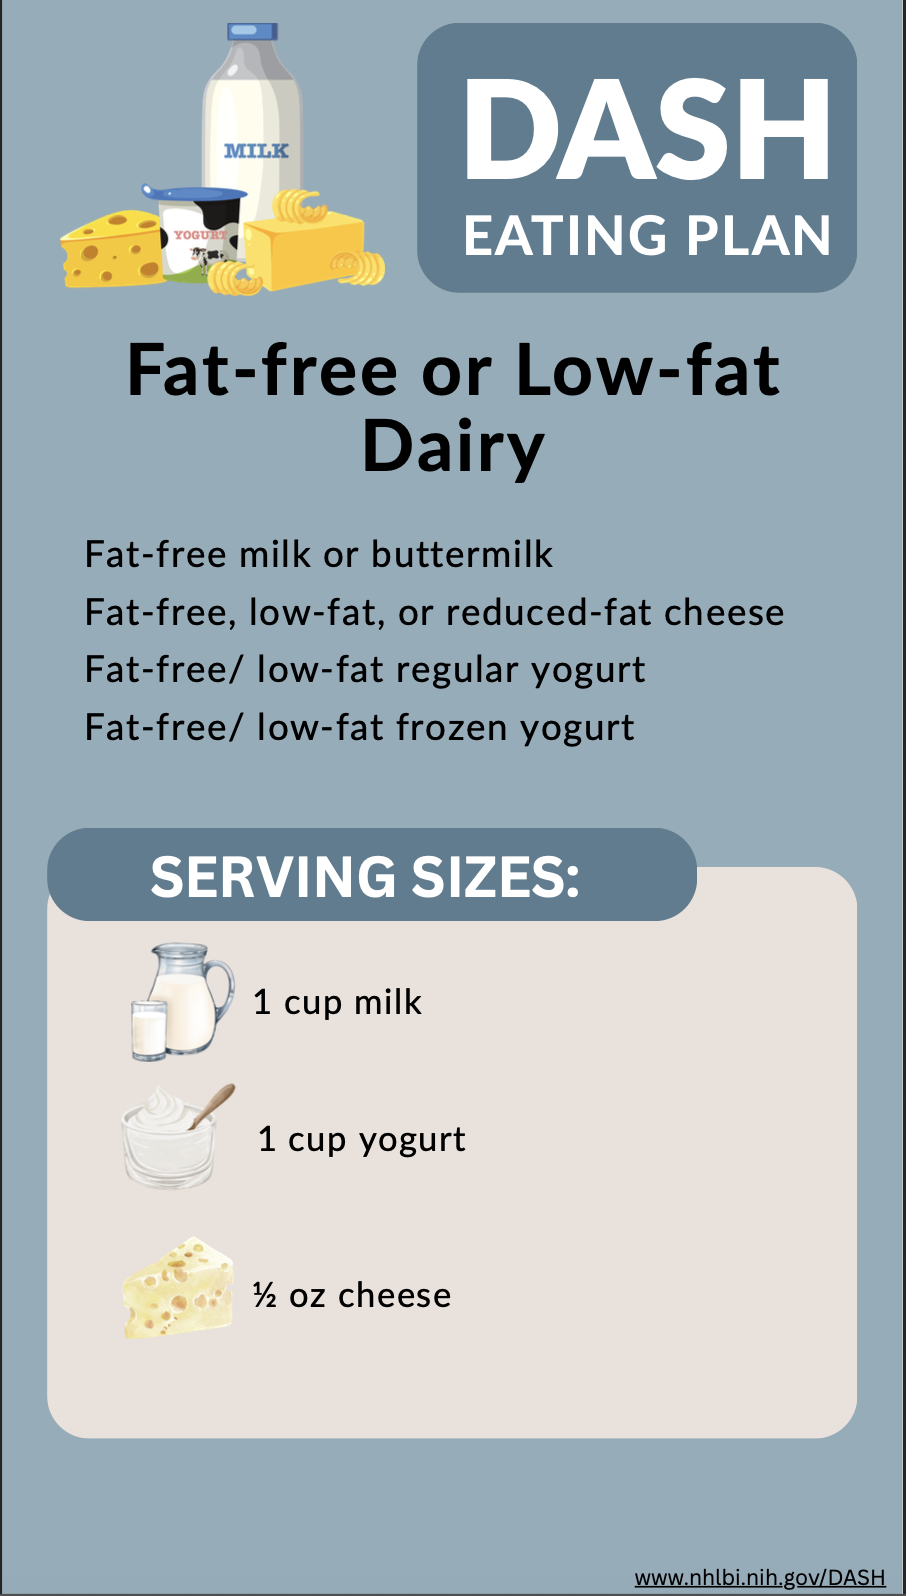 MILK
YOGURT
DASH
EATING PLAN
Fat-free or Low-fat
Dairy
Fat-free milk or buttermilk
Fat-free, low-fat, or reduced-fat cheese
Fat-free/ low-fat regular yogurt
Fat-free/ low-fat frozen yogurt
SERVING SIZES:
1 cup milk
1 cup yogurt
½ oz cheese
www.nhlbi.nih.gov/DASH